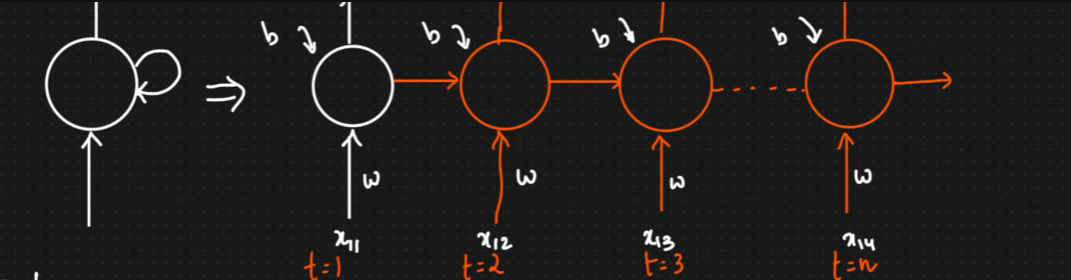 b b b b
⇒
w w w w
x11 x12 x13 x14
t=1 t=2 t=3 t=n